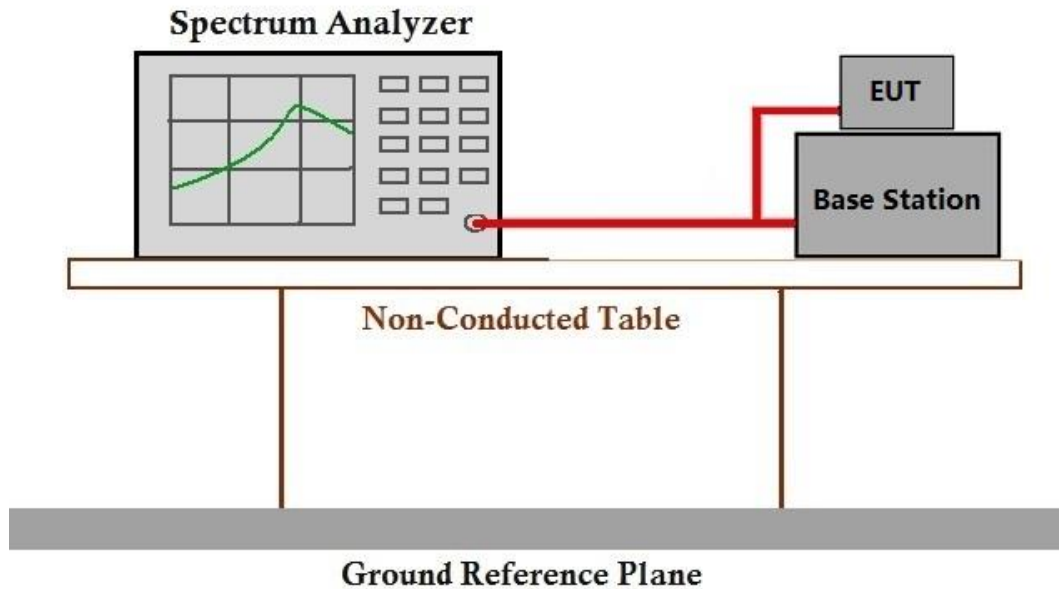 Spectrum Analyzer
EUT
Base Station
Non-Conducted Table
Ground Reference Plane